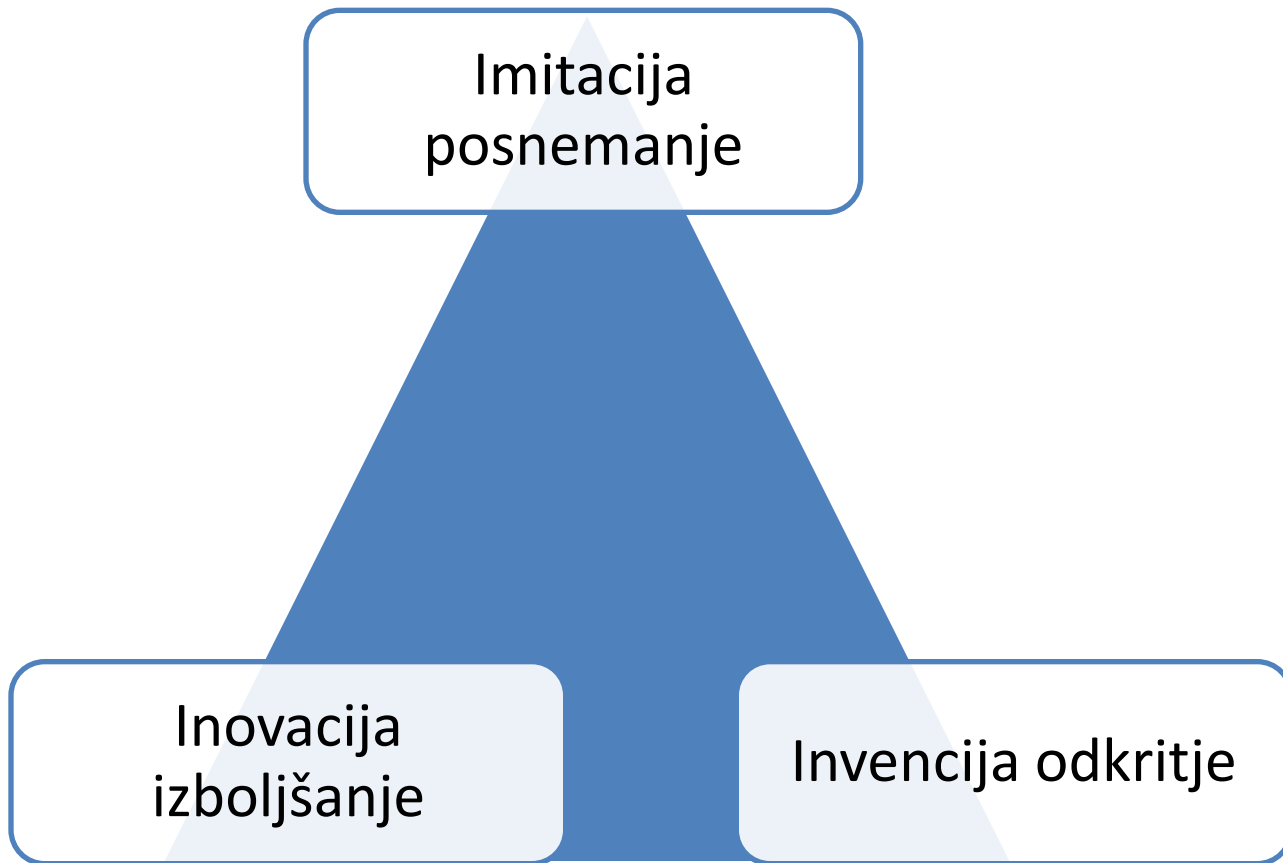 Imitacija
posnemanje
Inovacija
izboljšanje
Invencija odkritje